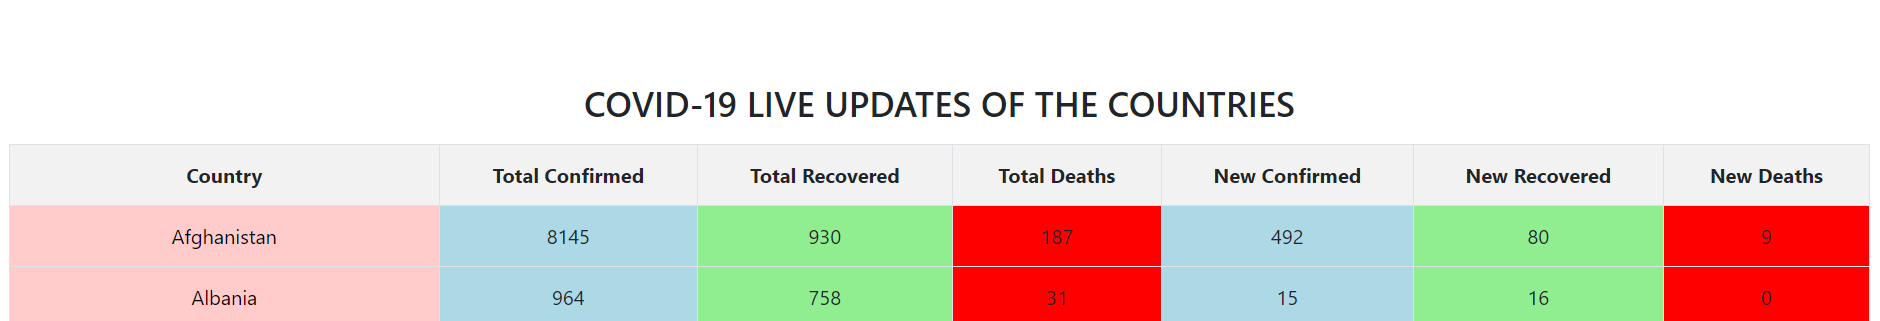 COVID-19 LIVE UPDATES OF THE COUNTRIES
Country Total Confirmed Total Recovered Total Deaths New Confirmed New Recovered New Deaths
Afghanistan 8145 930 187 492 80 9
Albania 964 758 31 15 16 0